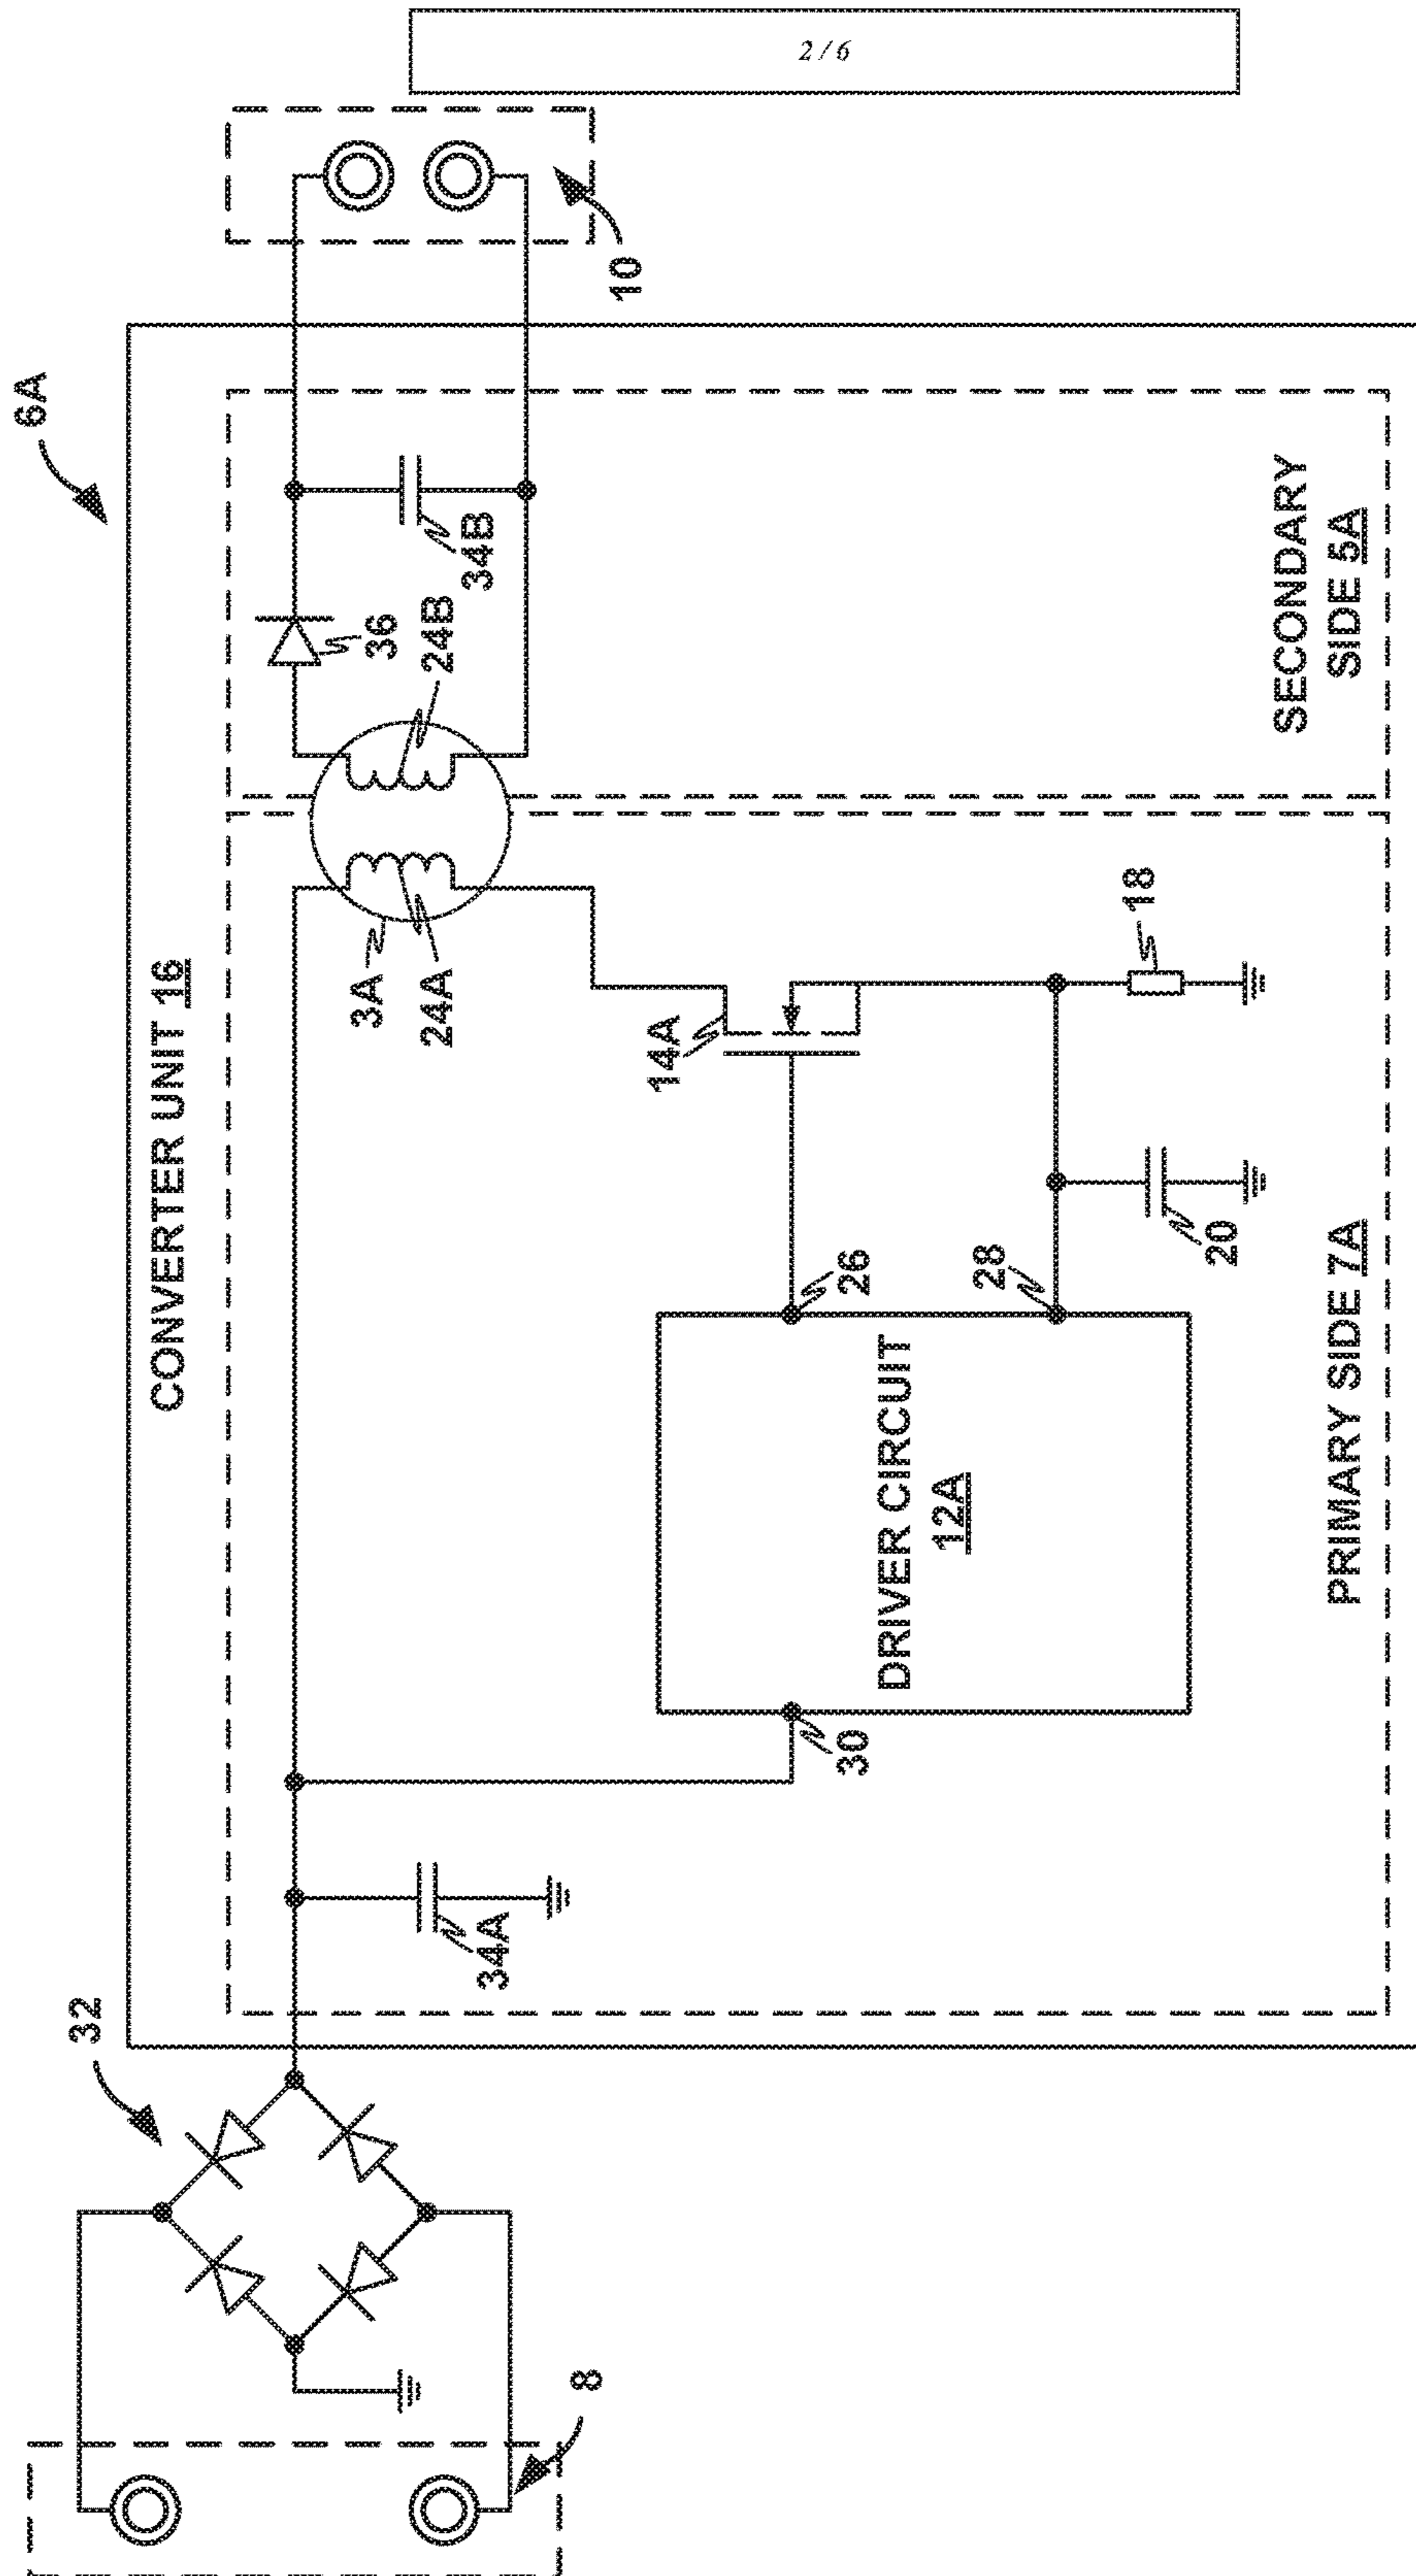 2 / 6
6A
10
CONVERTER UNIT 16
32
36
24B
34B
3A
24A
14A
18
SECONDARY
SIDE 5A
34A
30
DRIVER CIRCUIT
12A
26
28
20
PRIMARY SIDE 7A
8